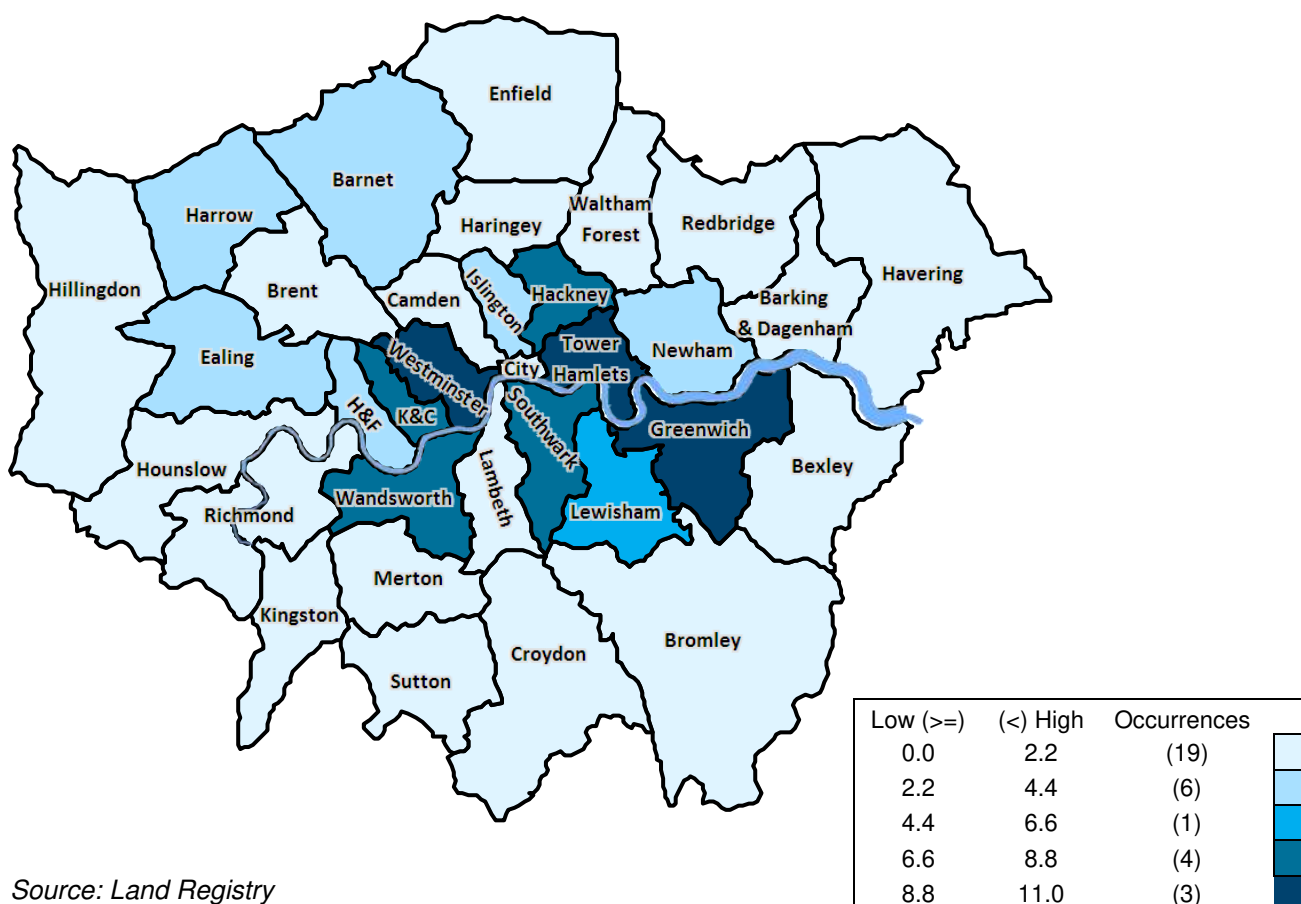 Enfield
Barnet
Harrow
Haringey
Waltham
Forest
Redbridge
Havering
Hillingdon
Brent
Camden
Islington
Hackney
Barking
& Dagenham
Ealing
Westminster
City
Tower
Hamlets
Newham
H&F
K&C
Southwark
Greenwich
Hounslow
Bexley
Richmond
Wandsworth
Lambeth
Lewisham
Merton
Kingston
Bromley
Croydon
Sutton
Low (>=) (<) High Occurrences
0.0 2.2 (19)
2.2 4.4 (6)
4.4 6.6 (1)
6.6 8.8 (4)
8.8 11.0 (3)
Source: Land Registry